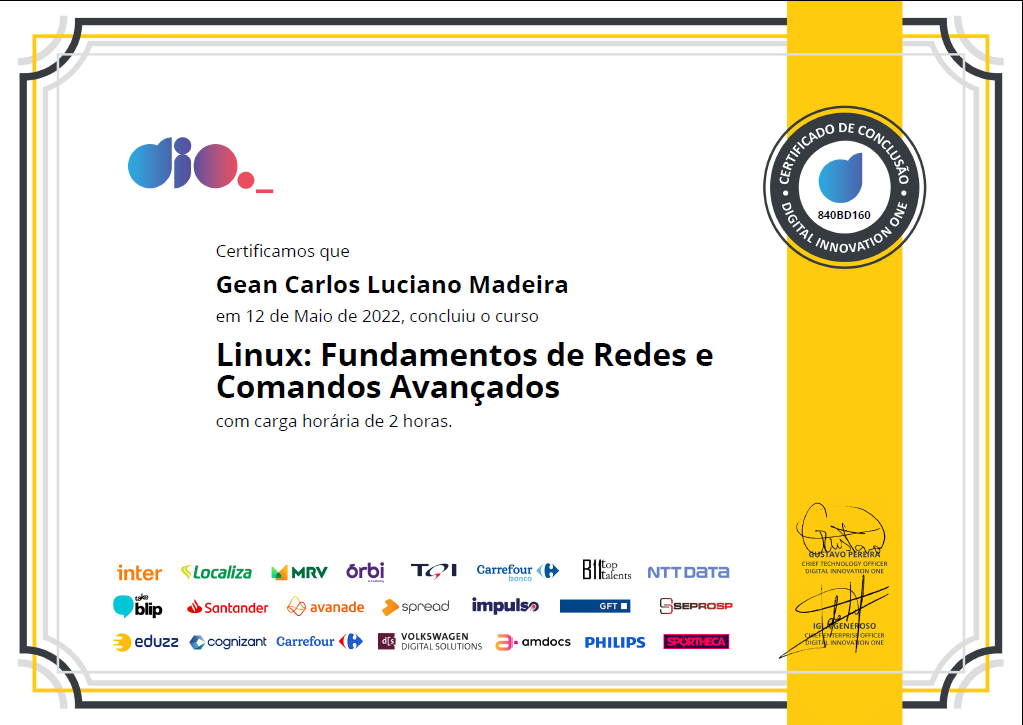 dio._
CERTIFICADO DE CONCLUSÃO
840BD160
DIGITAL INNOVATION ONE
Certificamos que
Gean Carlos Luciano Madeira
em 12 de Maio de 2022, concluiu o curso
Linux: Fundamentos de Redes e
Comandos Avançados
com carga horária de 2 horas.
Gustavo
GUSTAVO PEREIRA
CHIEF TECHNOLOGY OFFICER
DIGITAL INNOVATION ONE
inter Localiza MRV órbi TQI Carrefour banco B11 top talents NTT DATA
take blip Santander avanade spread impulso GFT SEPROSP
eduzz cognizant Carrefour dfs VOLKSWAGEN DIGITAL SOLUTIONS amdocs PHILIPS SPORTHECA
GENEROSO
CHIEF ENTERPRISE OFFICER
DIGITAL INNOVATION ONE